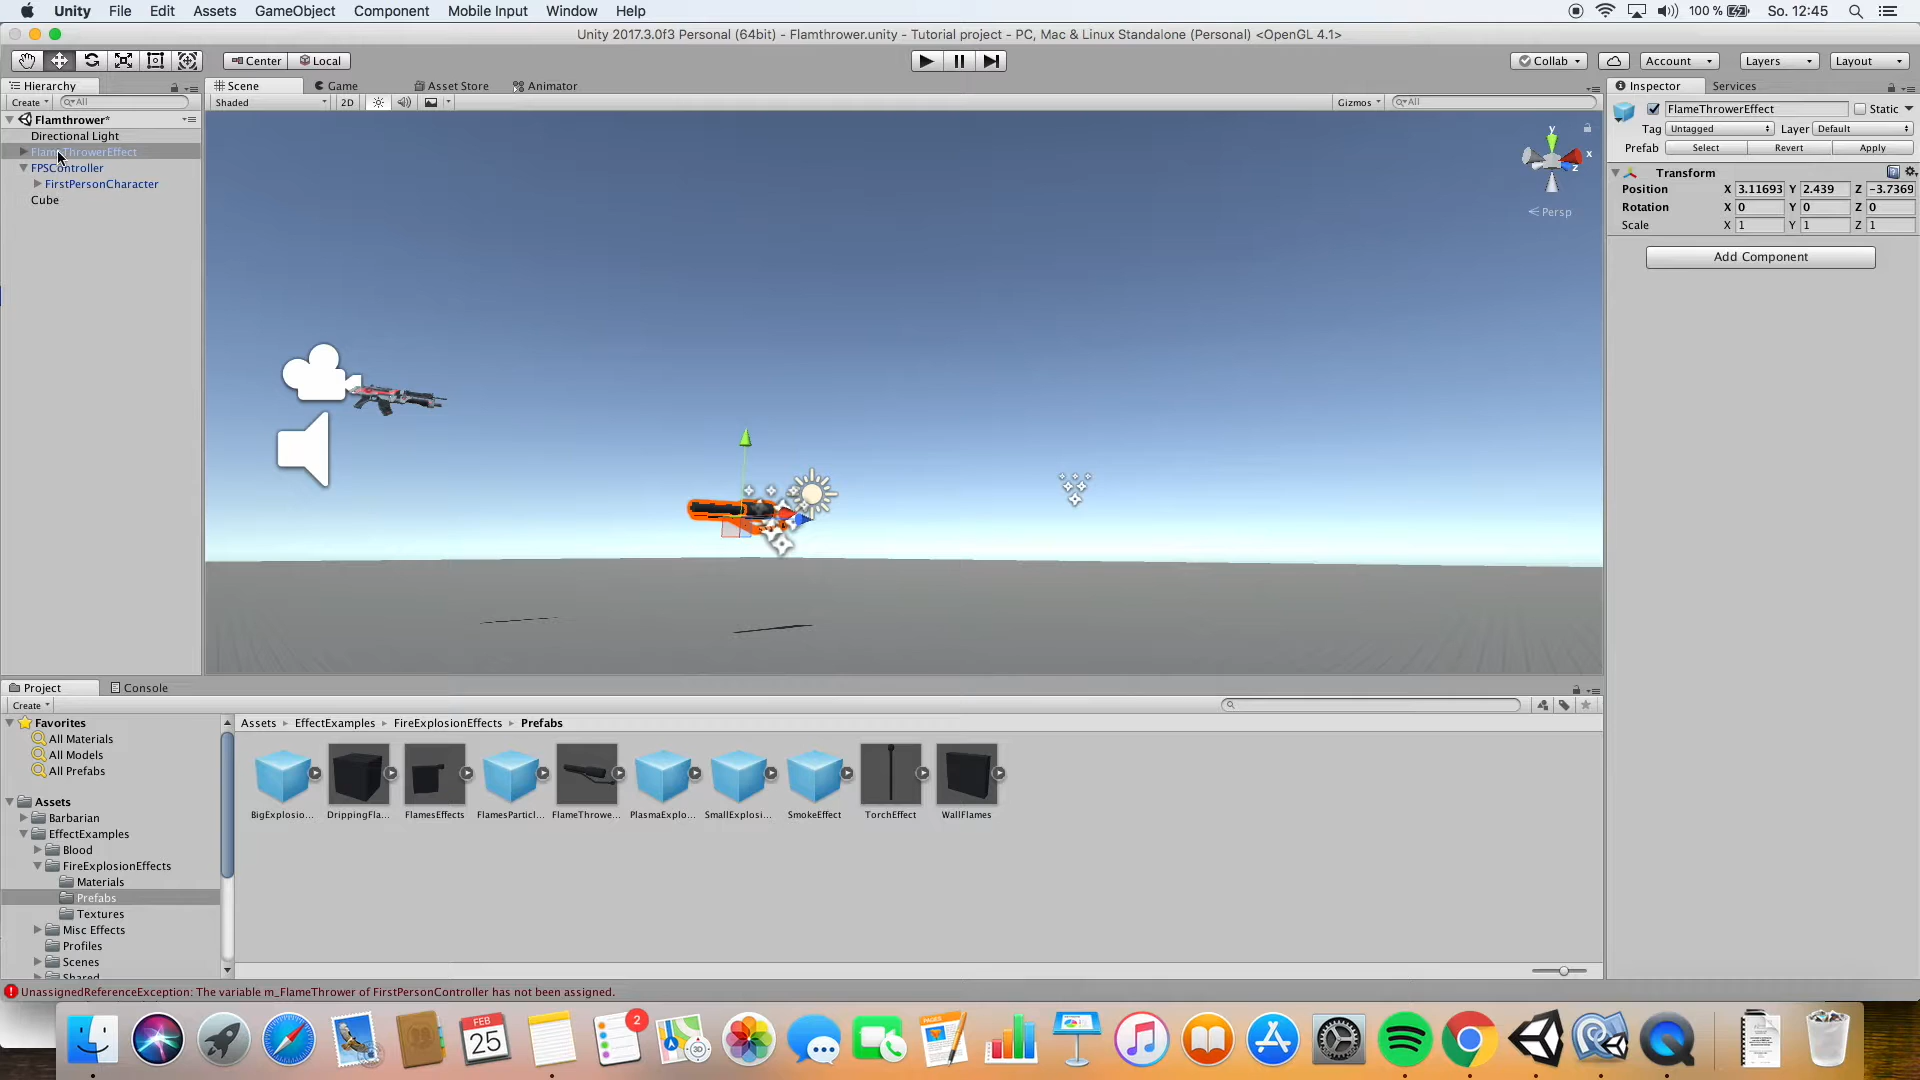 Unity File Edit Assets GameObject Component Mobile Input Window Help 100 % So. 12:45
Unity 2017.3.0f3 Personal (64bit) - Flamthrower.unity - Tutorial project - PC, Mac & Linux Standalone (Personal) <OpenGL 4.1>
Center Local Collab Account Layers Layout
Hierarchy Scene Game Asset Store Animator Inspector Services
Create All Shaded 2D Gizmos All
FlameThrowerEffect Static
Flamthrower*
Directional Light
FlameThrowerEffect
FPSController
FirstPersonCharacter
Cube
y
x
z
Persp
Tag Untagged Layer Default
Prefab Select Revert Apply
Transform
Position X 3.11693 Y 2.439 Z -3.7369
Rotation X 0 Y 0 Z 0
Scale X 1 Y 1 Z 1
Add Component
Project Console
Create
Favorites
All Materials
All Models
All Prefabs
Assets
Barbarian
EffectExamples
Blood
FireExplosionEffects
Materials
Prefabs
Textures
Misc Effects
Profiles
Scenes
Shared
Assets EffectExamples FireExplosionEffects Prefabs
BigExplosio... DrippingFla... FlamesEffects FlamesParticl... FlameThrowe... PlasmaExplo... SmallExplosi... SmokeEffect TorchEffect WallFlames
UnassignedReferenceException: The variable m_FlameThrower of FirstPersonController has not been assigned.
FEB
25
2
3D
PAGES